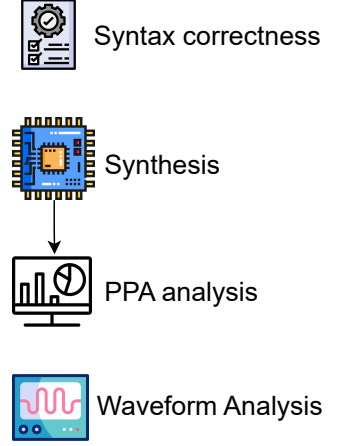 Syntax correctness
Synthesis
PPA analysis
Waveform Analysis